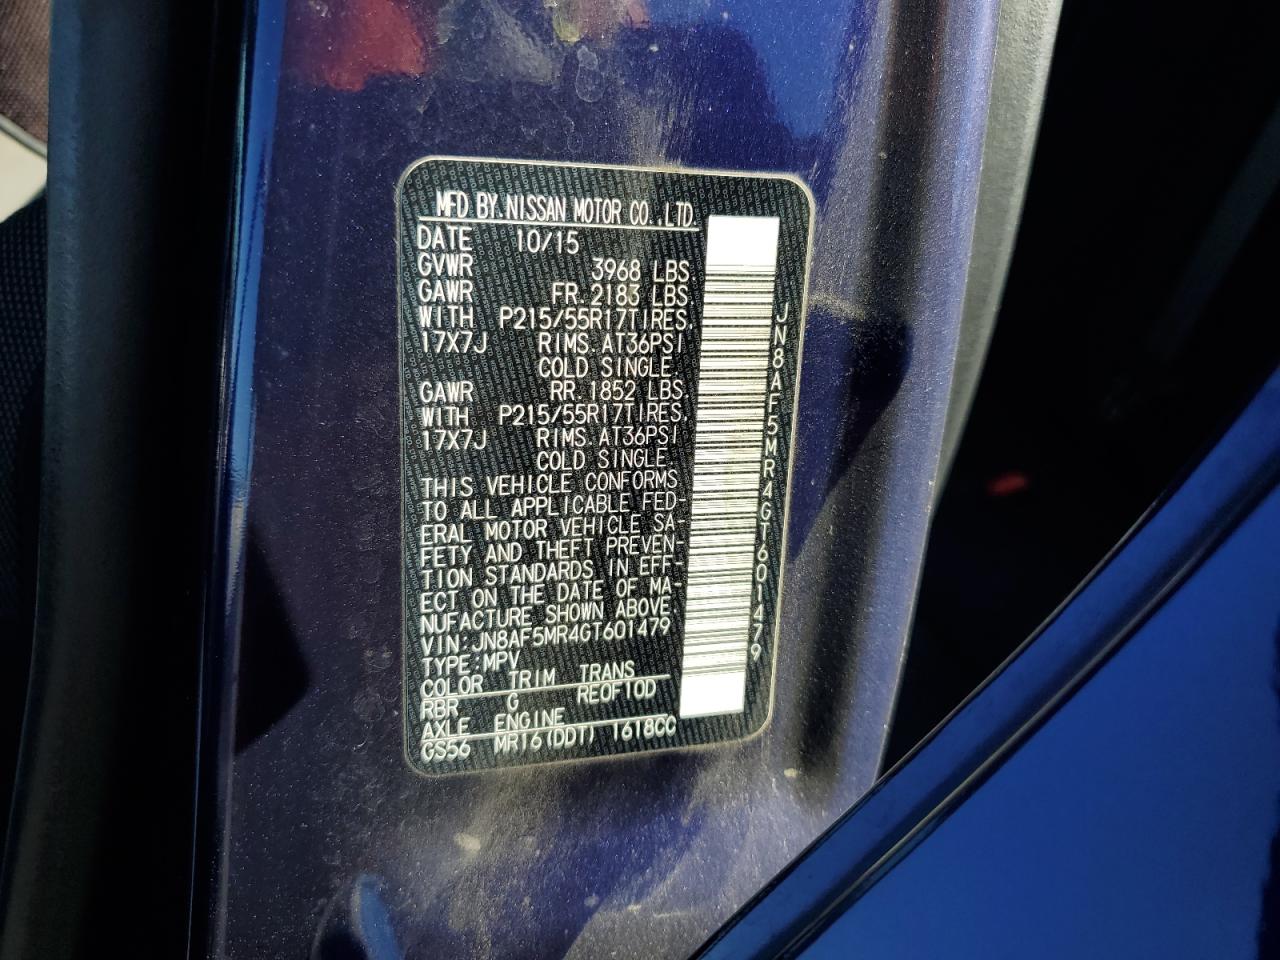 MFD BY NISSAN MOTOR CO.,LTD.
DATE 10/15
GVWR 3968 LBS.
GAWR FR. 2183 LBS.
WITH P215/55R17TIRES.
17X7J RIMS. AT36PSI
COLD SINGLE.
GAWR RR. 1852 LBS.
WITH P215/55R17TIRES.
17X7J RIMS. AT36PSI
COLD SINGLE.
THIS VEHICLE CONFORMS
TO ALL APPLICABLE FED-
ERAL MOTOR VEHICLE SA-
FETY AND THEFT PREVEN-
TION STANDARDS IN EFF-
ECT ON THE DATE OF MA-
NUFACTURE SHOWN ABOVE.
VIN:JN8AF5MR4GT601479
TYPE:MPV
COLOR TRIM TRANS
RBR G RE0F10D
AXLE ENGINE
GS56 MR16(DDT) 1618CC
JN8AF5MR4GT601479